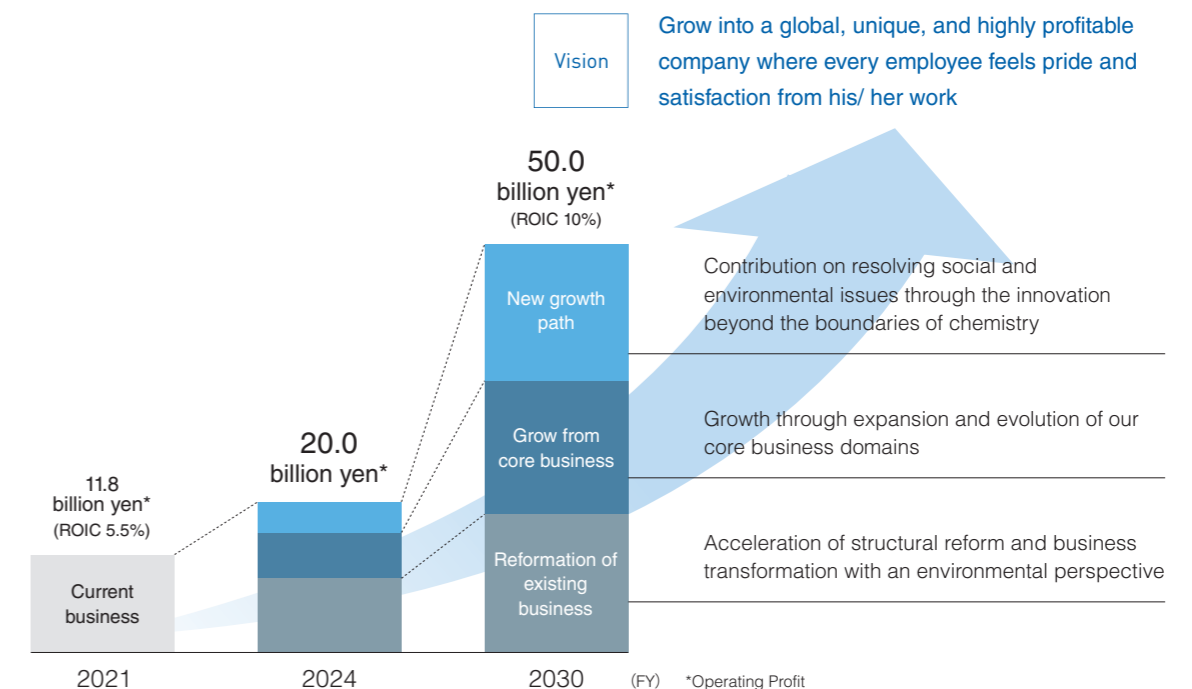 Vision
Grow into a global, unique, and highly profitable
company where every employee feels pride and
satisfaction from his/ her work
50.0
billion yen*
(ROIC 10%)
20.0
billion yen*
11.8
billion yen*
(ROIC 5.5%)
New growth
path
Grow from
core business
Reformation of
existing
business
Current
business
Contribution on resolving social and
environmental issues through the innovation
beyond the boundaries of chemistry
Growth through expansion and evolution of our
core business domains
Acceleration of structural reform and business
transformation with an environmental perspective
2021
2024
2030
(FY)
*Operating Profit